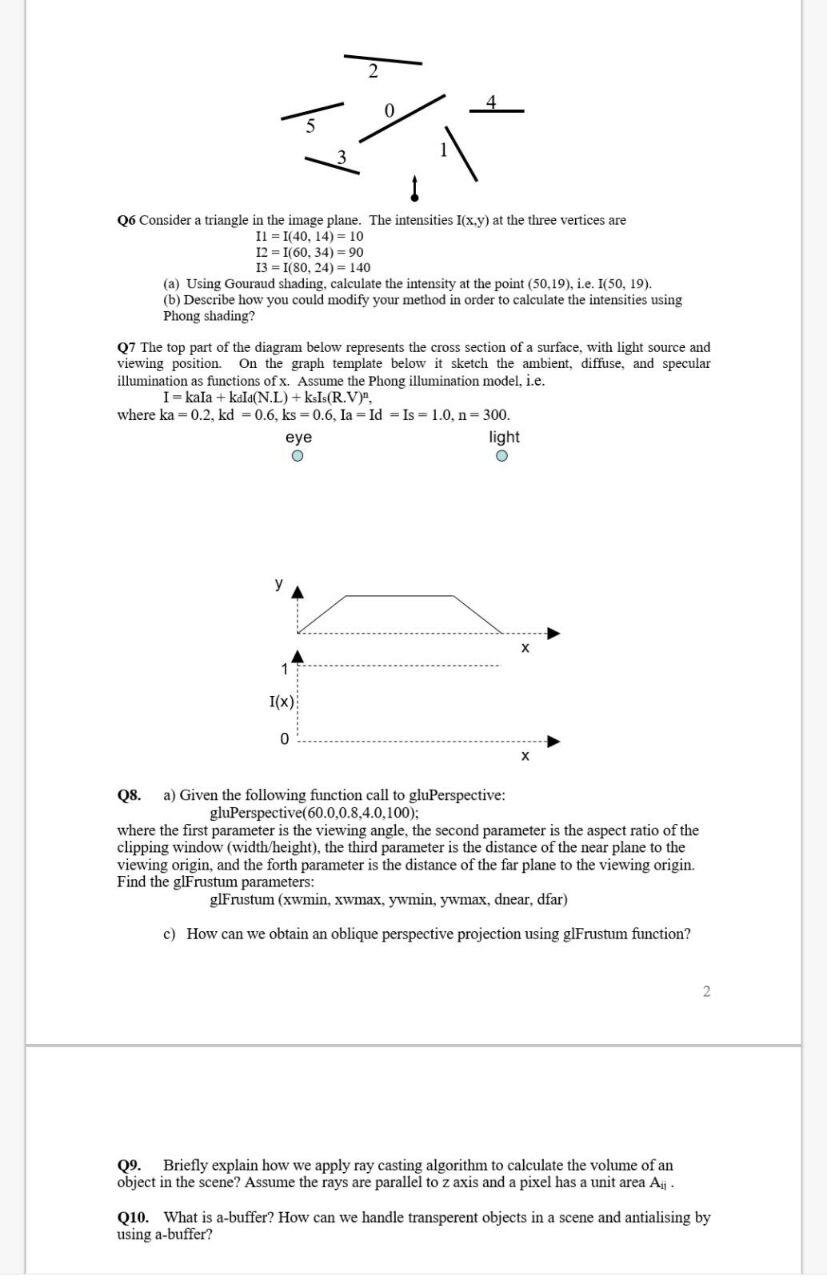 2
0
4
5
1
3
Q6 Consider a triangle in the image plane. The intensities I(x,y) at the three vertices are
I1 = I(40, 14) = 10
I2 = I(60, 34) = 90
I3 = I(80, 24) = 140
(a) Using Gouraud shading, calculate the intensity at the point (50,19), i.e. I(50, 19).
(b) Describe how you could modify your method in order to calculate the intensities using
Phong shading?
Q7 The top part of the diagram below represents the cross section of a surface, with light source and
viewing position. On the graph template below it sketch the ambient, diffuse, and specular
illumination as functions of x. Assume the Phong illumination model, i.e.
I = kaIa + kdId(N.L) + ksIs(R.V)ⁿ,
where ka = 0.2, kd = 0.6, ks = 0.6, Ia = Id = Is = 1.0, n = 300.
eye light
y
x
1
I(x)
0
x
Q8. a) Given the following function call to gluPerspective:
gluPerspective(60.0,0.8,4.0,100);
where the first parameter is the viewing angle, the second parameter is the aspect ratio of the
clipping window (width/height), the third parameter is the distance of the near plane to the
viewing origin, and the forth parameter is the distance of the far plane to the viewing origin.
Find the glFrustum parameters:
glFrustum (xwmin, xwmax, ywmin, ywmax, dnear, dfar)
c) How can we obtain an oblique perspective projection using glFrustum function?
2
Q9. Briefly explain how we apply ray casting algorithm to calculate the volume of an
object in the scene? Assume the rays are parallel to z axis and a pixel has a unit area Aij .
Q10. What is a-buffer? How can we handle transperent objects in a scene and antialising by
using a-buffer?